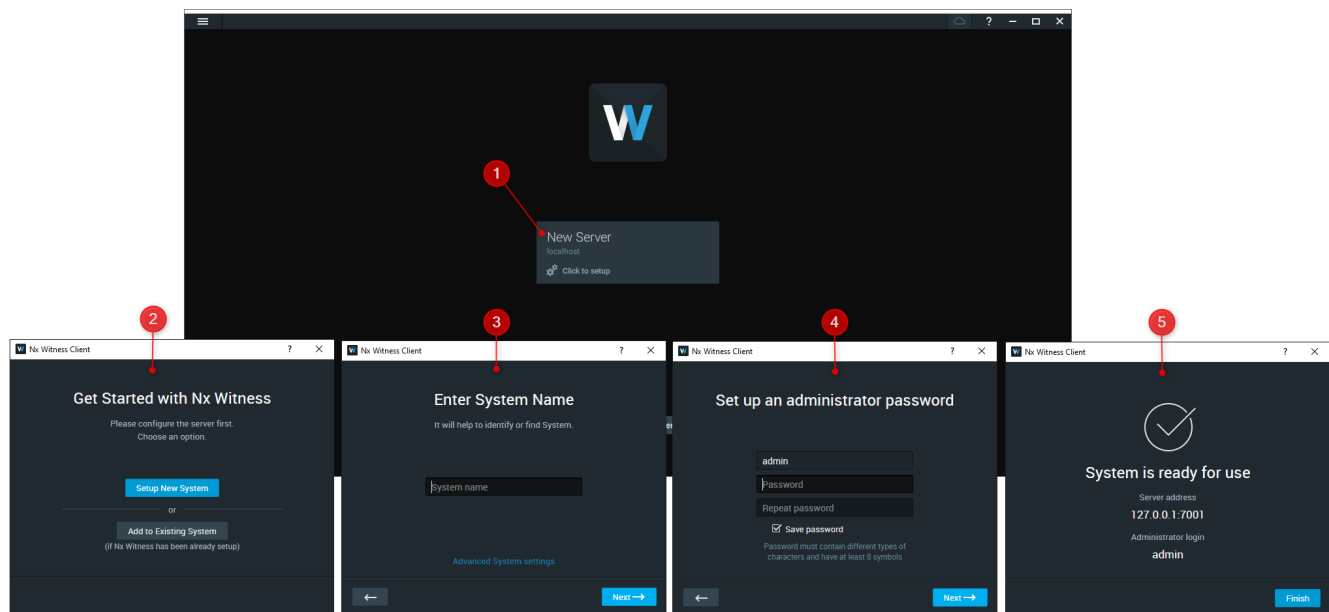 ?
W
1
New Server
localhost
Click to setup
2
Nx Witness Client
?
Get Started with Nx Witness
Please configure the server first.
Choose an option.
Setup New System
or
Add to Existing System
(if Nx Witness has been already setup)
3
Nx Witness Client
?
Enter System Name
It will help to identify or find System.
System name
Advanced System settings
Next
4
Nx Witness Client
?
Set up an administrator password
admin
Password
Repeat password
Save password
Password must contain different types of
characters and have at least 8 symbols
Next
5
Nx Witness Client
?
System is ready for use
Server address
127.0.0.1:7001
Administrator login
admin
Finish